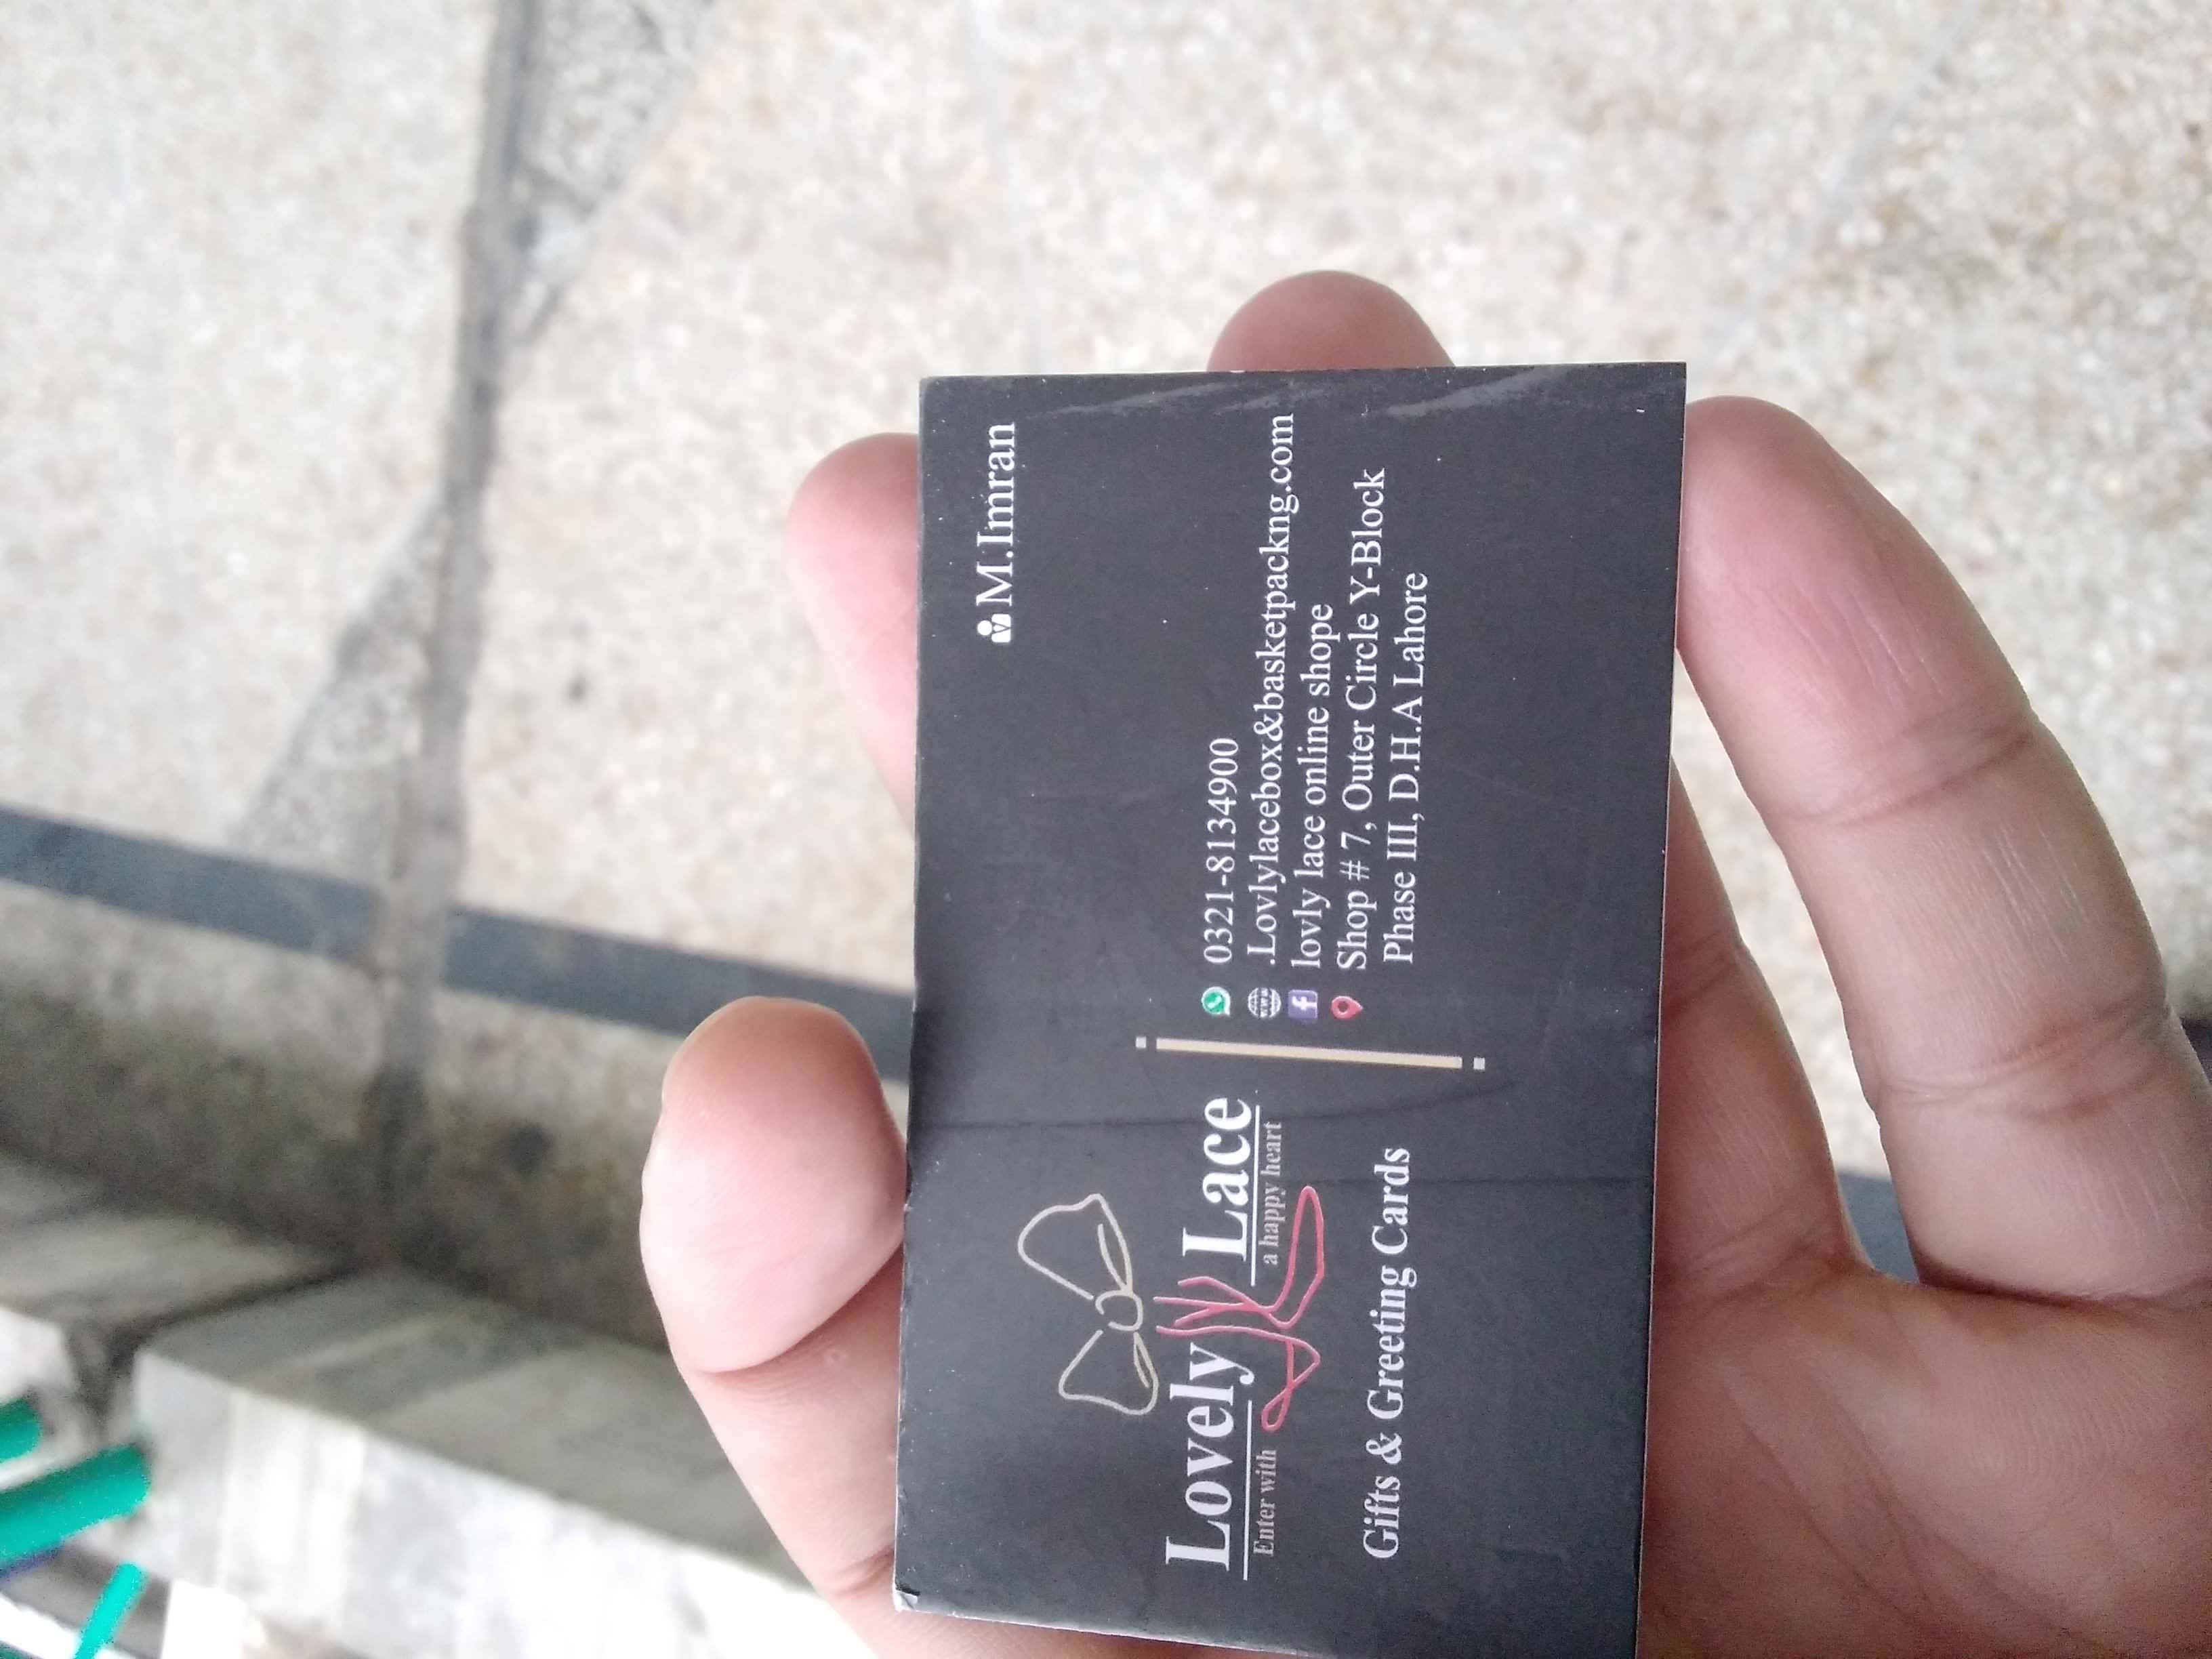 M.Imran
Lovely Lace
Enter with a happy heart
Gifts & Greeting Cards
0321-8134900
www .Lovlylacebox&basketpackng.com
f lovly lace online shope
Shop # 7, Outer Circle Y-Block
Phase III, D.H.A Lahore